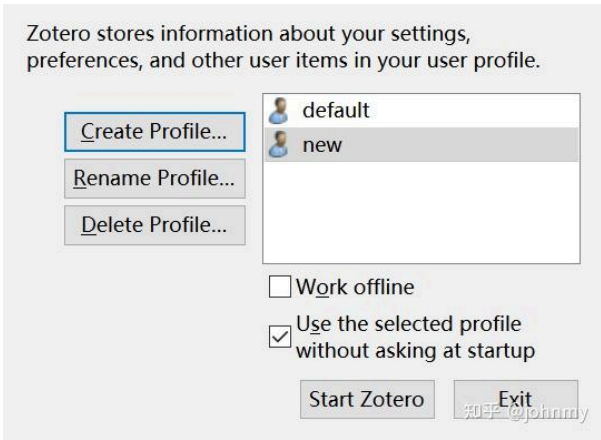 Zotero stores information about your settings,
preferences, and other user items in your user profile.
Create Profile...
Rename Profile...
Delete Profile...
default
new
Work offline
Use the selected profile
without asking at startup
Start Zotero
Exit
知乎 @johnmy